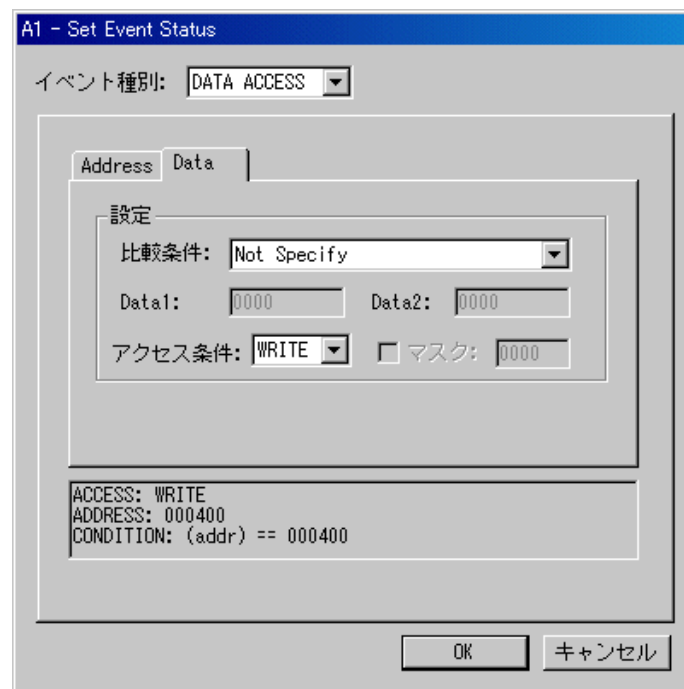 A1 - Set Event Status
イベント種別: DATA ACCESS
Address Data
設定
比較条件: Not Specify
Data1: 0000 Data2: 0000
アクセス条件: WRITE マスク: 0000
ACCESS: WRITE
ADDRESS: 000400
CONDITION: (addr) == 000400
OK キャンセル